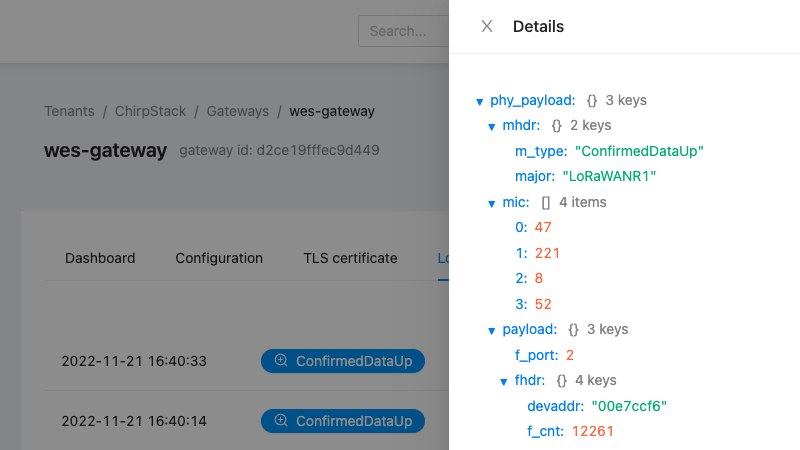 Search...
Tenants / ChirpStack / Gateways / wes-gateway
wes-gateway gateway id: d2ce19fffec9d449
Dashboard Configuration TLS certificate
2022-11-21 16:40:33 ConfirmedDataUp
2022-11-21 16:40:14 ConfirmedDataUp
Details
phy_payload: {} 3 keys
mhdr: {} 2 keys
m_type: "ConfirmedDataUp"
major: "LoRaWANR1"
mic: [] 4 items
0: 47
1: 221
2: 8
3: 52
payload: {} 3 keys
f_port: 2
fhdr: {} 4 keys
devaddr: "00e7ccf6"
f_cnt: 12261